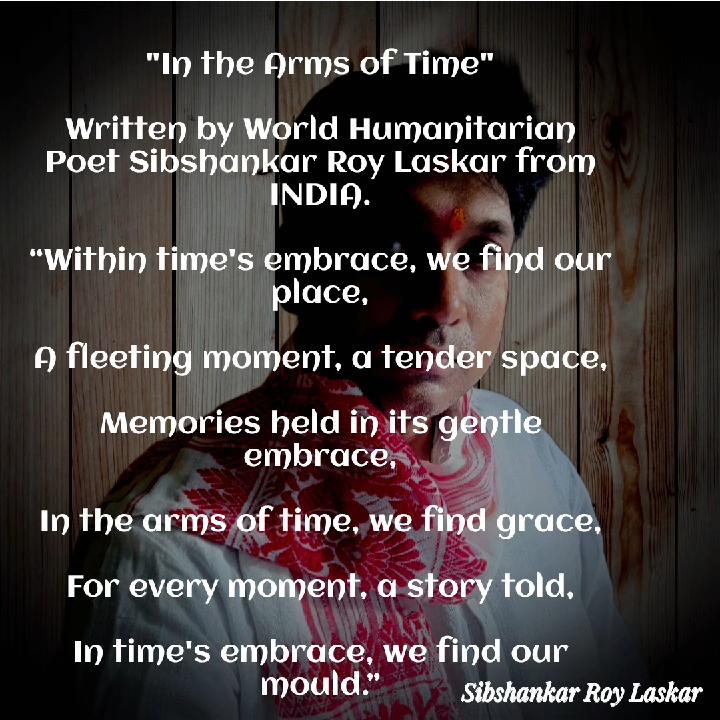 "In the Arms of Time"
Written by World Humanitarian
Poet Sibshankar Roy Laskar from
INDIA.
“Within time's embrace, we find our
place,
A fleeting moment, a tender space,
Memories held in its gentle
embrace,
In the arms of time, we find grace,
For every moment, a story told,
In time's embrace, we find our
mould.”
Sibshankar Roy Laskar